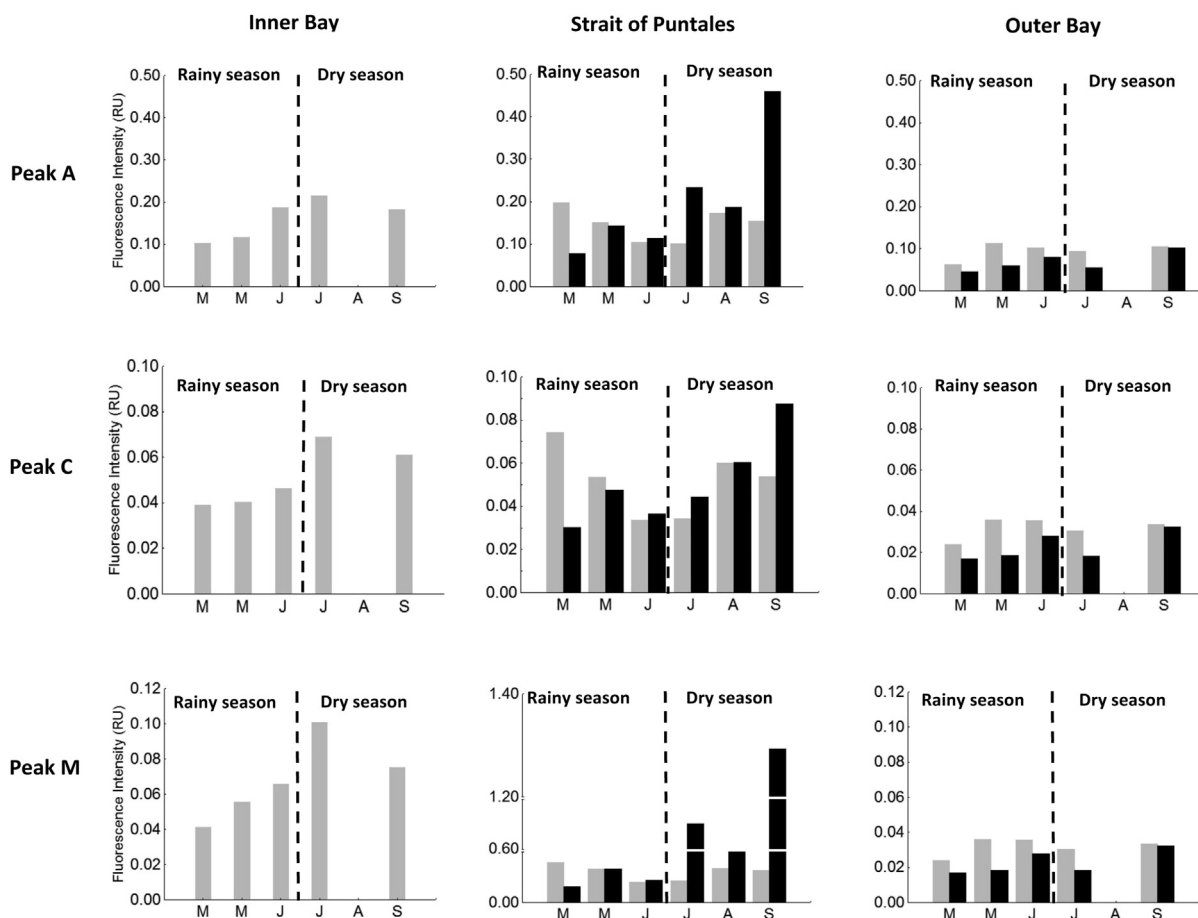 Inner Bay
Strait of Puntales
Outer Bay
Peak A
Fluorescence Intensity (RU)
Rainy season
Dry season
0.50
0.40
0.30
0.20
0.10
0.00
M M J J A S
Rainy season
Dry season
0.50
0.40
0.30
0.20
0.10
0.00
M M J J A S
Rainy season
Dry season
0.50
0.40
0.30
0.20
0.10
0.00
M M J J A S
Peak C
Fluorescence Intensity (RU)
Rainy season
Dry season
0.10
0.08
0.06
0.04
0.02
0.00
M M J J A S
Rainy season
Dry season
0.10
0.08
0.06
0.04
0.02
0.00
M M J J A S
Rainy season
Dry season
0.10
0.08
0.06
0.04
0.02
0.00
M M J J A S
Peak M
Fluorescence Intensity (RU)
Rainy season
Dry season
0.12
0.10
0.08
0.06
0.04
0.02
0.00
M M J J A S
Rainy season
Dry season
1.40
1.20
0.60
0.00
M M J J A S
Rainy season
Dry season
0.12
0.10
0.08
0.06
0.04
0.02
0.00
M M J J A S